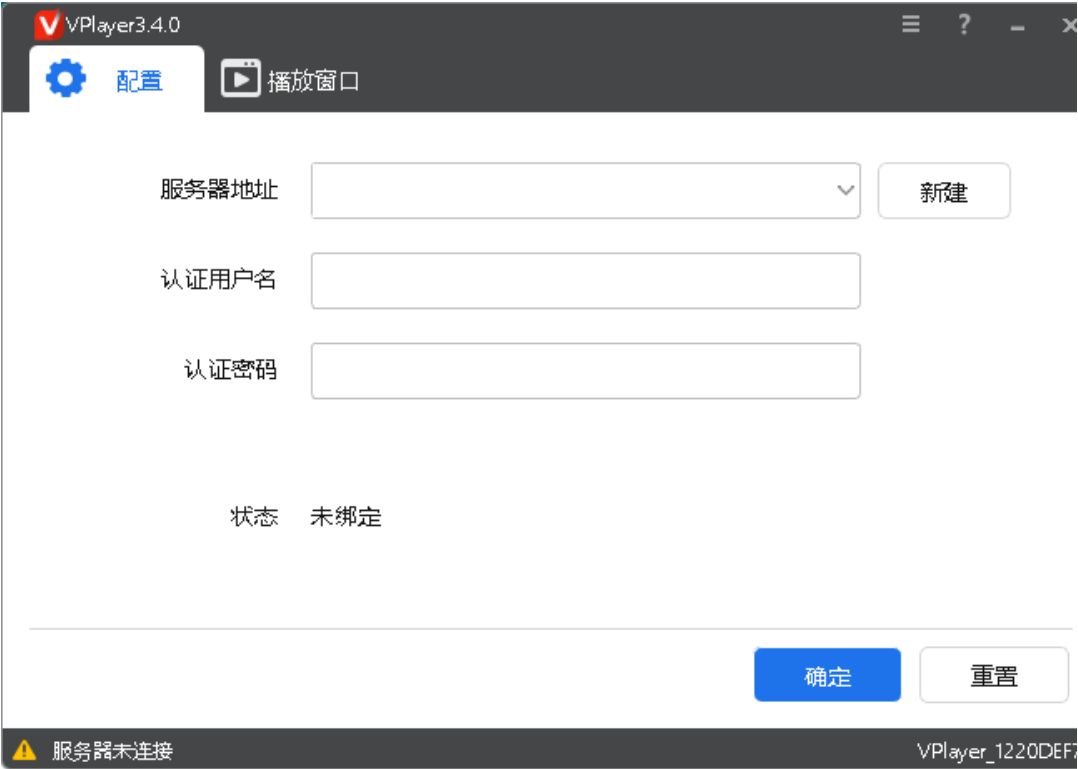 VPlayer3.4.0
配置 播放窗口
服务器地址 新建
认证用户名
认证密码
状态 未绑定
确定 重置
服务器未连接 VPlayer_1220DEF7